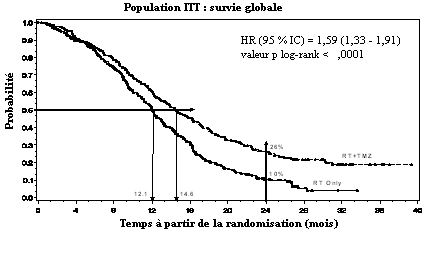 Population ITT : survie globale
HR (95 % IC) = 1,59 (1,33 - 1,91)
valeur p log-rank < ,0001
Probabilité
1.0
0.9
0.8
0.7
0.6
0.5
0.4
0.3
0.2
0.1
0.0
26%
RT+TMZ
10%
RT Only
12.1
14.6
0 4 8 12 16 20 24 28 32 36 40
Temps à partir de la randomisation (mois)